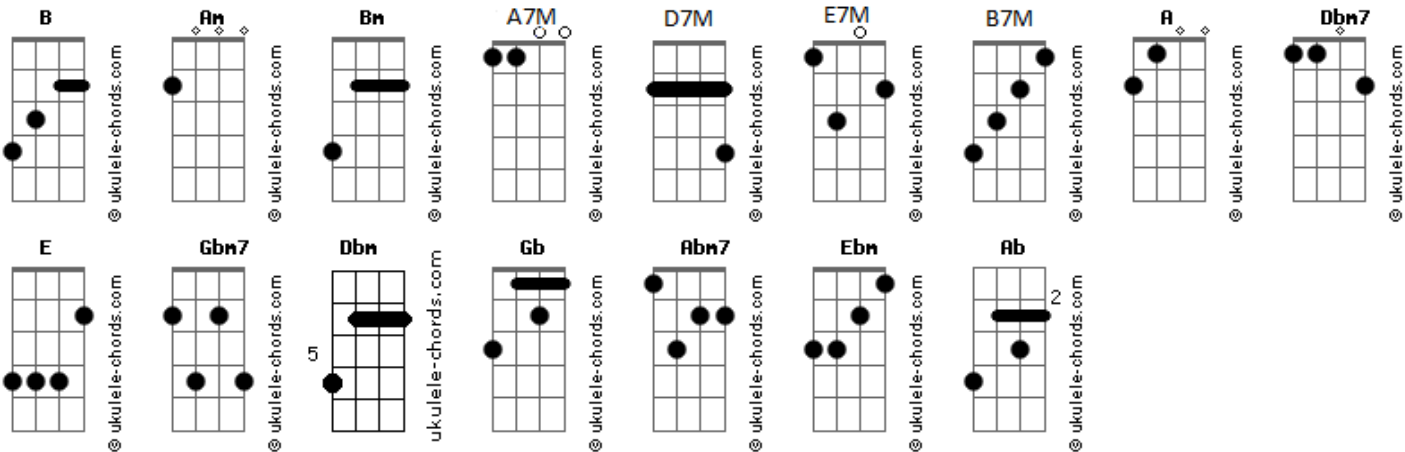 B Am Bm A7M D7M E7M B7M A Dbm7
© ukulele-chords.com © ukulele-chords.com © ukulele-chords.com © ukulele-chords.com © ukulele-chords.com © ukulele-chords.com © ukulele-chords.com © ukulele-chords.com © ukulele-chords.com
E Gbm7 Dbm Gb Abm7 Ebm Ab
5 2
© ukulele-chords.com © ukulele-chords.com ukulele-chords.com © ukulele-chords.com © ukulele-chords.com © ukulele-chords.com © ukulele-chords.com